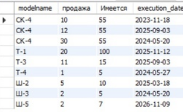 modelname продажа Имеется execution_date
СК-4 10 55 2023-11-18
СК-4 12 55 2025-09-03
СК-4 30 55 2024-05-20
Т-1 20 100 2025-11-12
Т-3 11 15 2025-09-03
Т-4 1 5 2024-05-27
Ш-2 5 10 2025-03-18
Ш-3 2 5 2024-05-20
Ш-5 2 7 2026-11-09